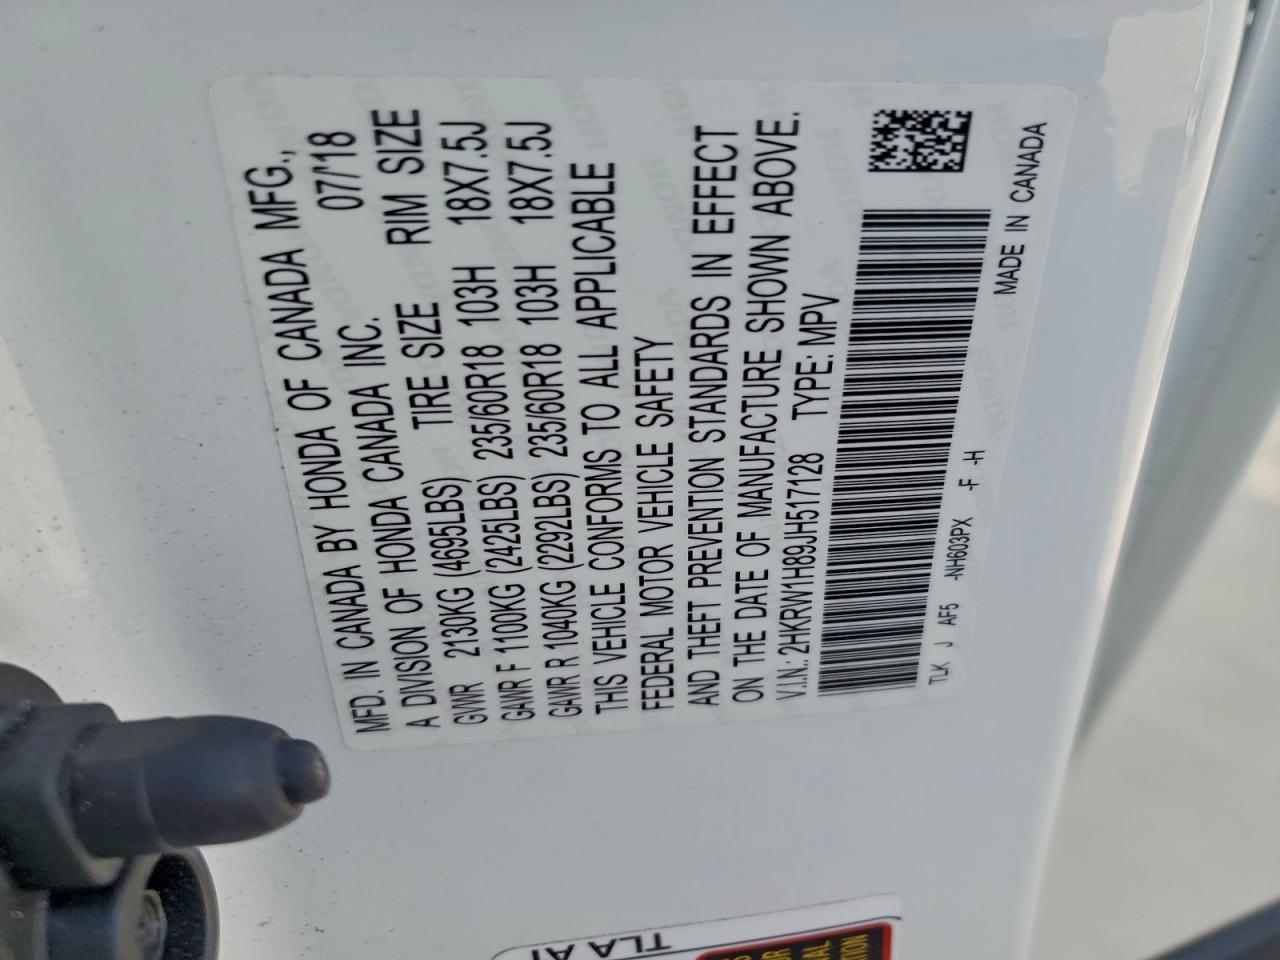 MFD. IN CANADA BY HONDA OF CANADA MFG.,
A DIVISION OF HONDA CANADA INC. 07/18
GVWR 2130KG (4695LBS) TIRE SIZE RIM SIZE
GAWR F 1100KG (2425LBS) 235/60R18 103H 18X7.5J
GAWR R 1040KG (2292LBS) 235/60R18 103H 18X7.5J
THIS VEHICLE CONFORMS TO ALL APPLICABLE
FEDERAL MOTOR VEHICLE SAFETY
AND THEFT PREVENTION STANDARDS IN EFFECT
ON THE DATE OF MANUFACTURE SHOWN ABOVE.
V.I.N.: 2HKRW1H89JH517128 TYPE: MPV
TLK J AF5 -NH603PX -F -H MADE IN CANADA
TLA